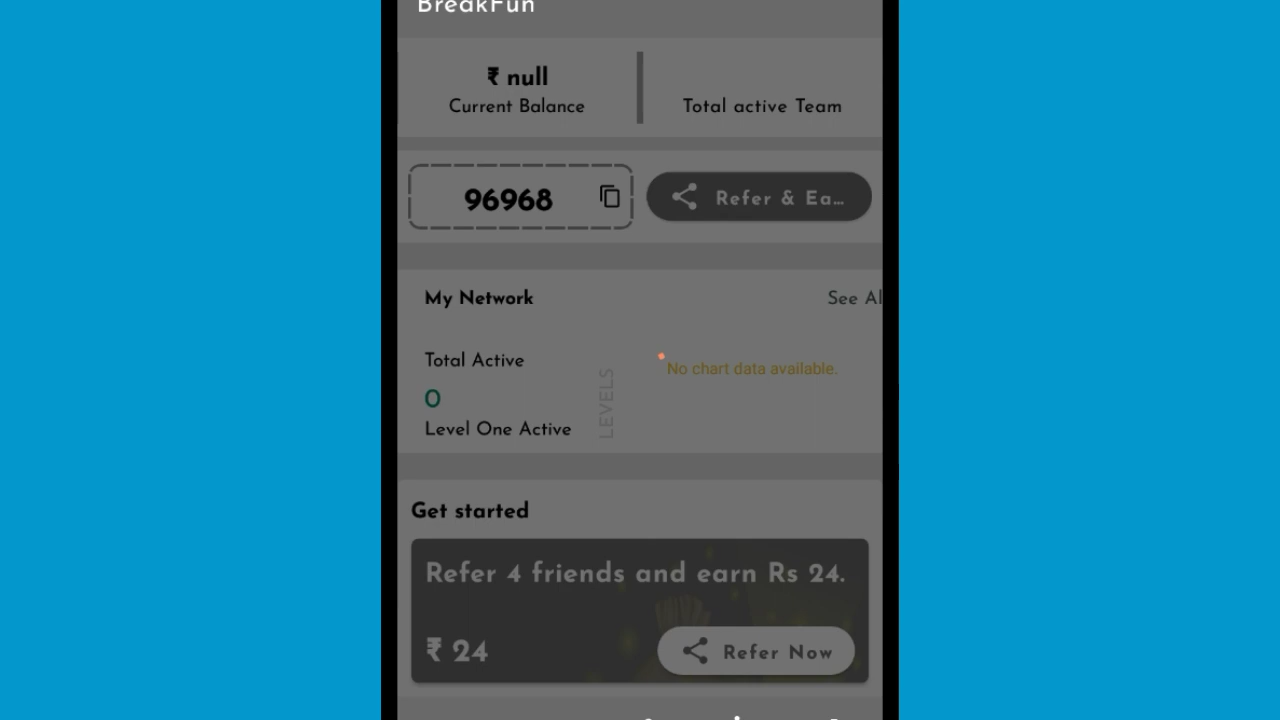 BreakFun
₹ null
Current Balance
Total active Team
96968
Refer & Ea...
My Network
See Al
Total Active
0
Level One Active
LEVELS
No chart data available.
Get started
Refer 4 friends and earn Rs 24.
₹ 24
Refer Now